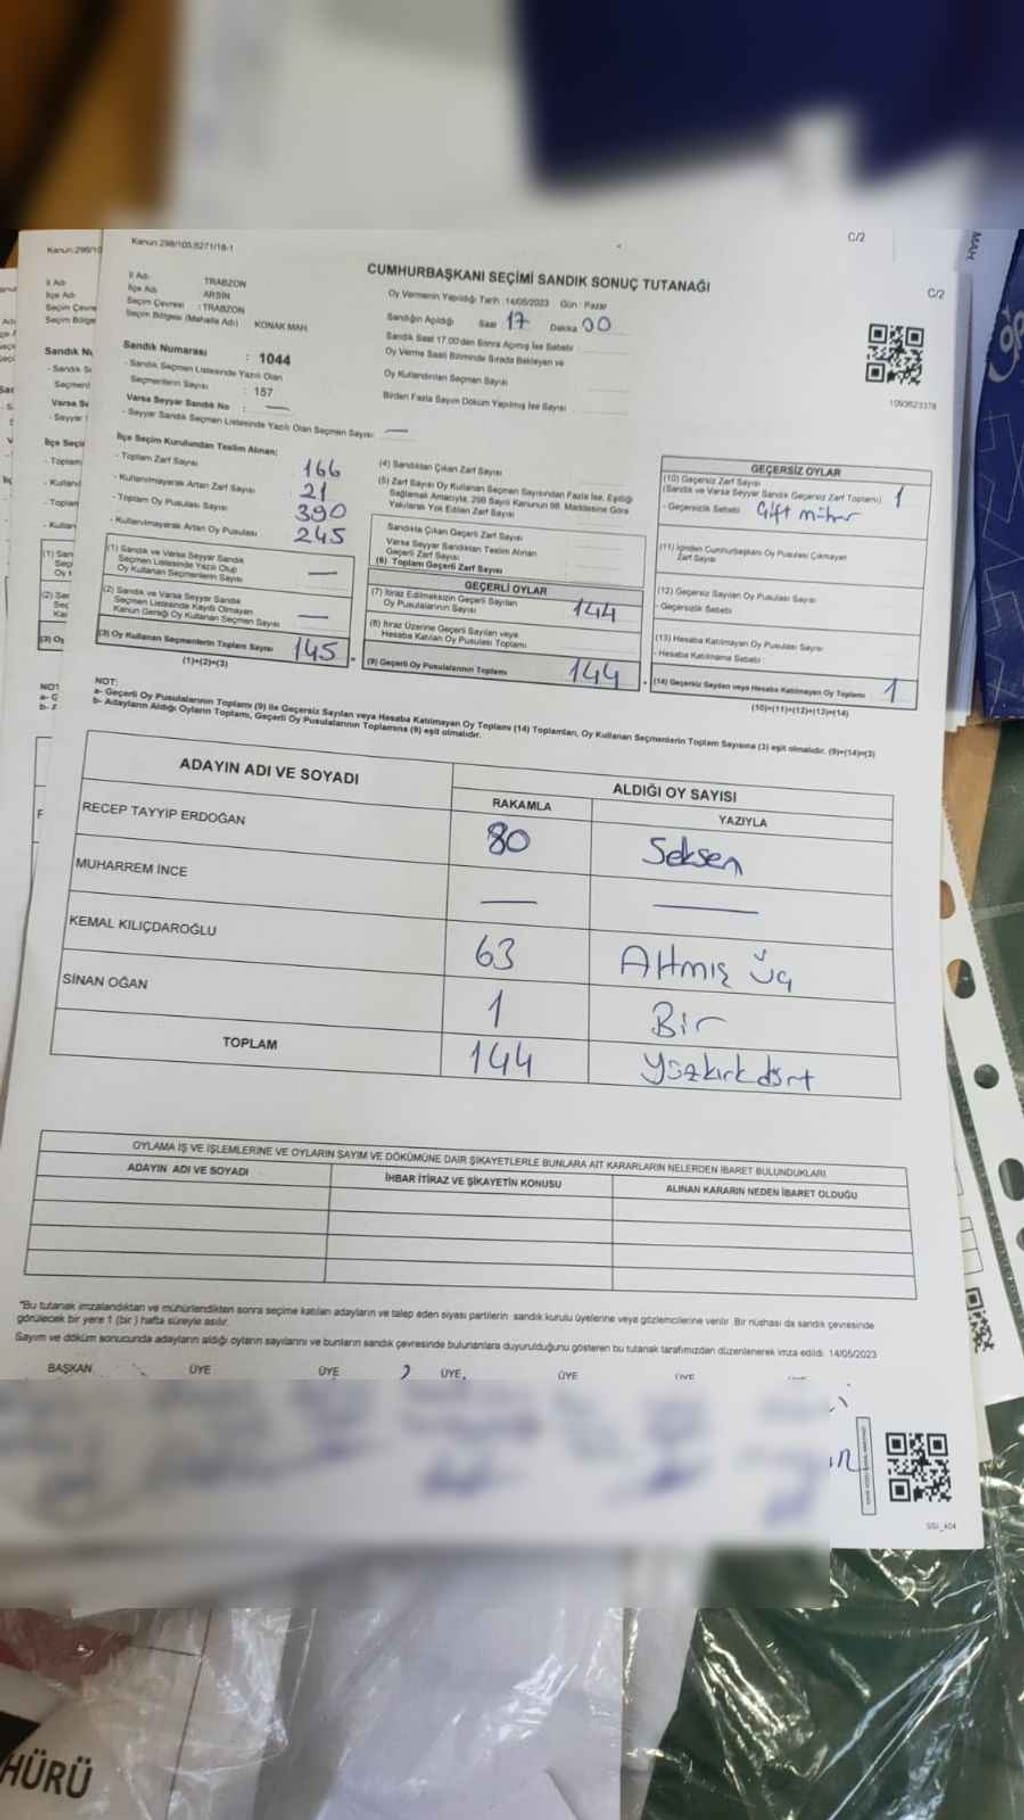 Kanun:298/105,6271/18-1
C/2
CUMHURBAŞKANI SEÇİMİ SANDIK SONUÇ TUTANAĞI
İl Adı : TRABZON
İlçe Adı : ARSİN
Seçim Çevresi : TRABZON
Seçim Bölgesi (Mahalle Adı) : KONAK MAH
Sandık Numarası : 1044
- Sandık Seçmen Listesinde Yazılı Olan
Seçmenlerin Sayısı : 157
Varsa Seyyar Sandık No : —
- Seyyar Sandık Seçmen Listesinde Yazılı Olan Seçmen Sayısı —
Oy Vermenin Yapıldığı Tarih : 14/05/2023 Gün : Pazar
Sandığın Açıldığı Saat 17 Dakika 00
Sandık Saat 17.00'den Sonra Açılmış İse Sebebi
Oy Verme Saati Bitiminde Sırada Bekleyen ve
Oy Kullandırılan Seçmen Sayısı
Birden Fazla Sayım Döküm Yapılmış İse Sayısı
C/2
MAH
İlçe Seçim Kurulundan Teslim Alınan;
- Toplam Zarf Sayısı 166
- Kullanılmayarak Artan Zarf Sayısı 21
- Toplam Oy Pusulası Sayısı 390
- Kullanılmayarak Artan Oy Pusulası 245
(1) Sandık ve Varsa Seyyar Sandık
Seçmen Listesinde Yazılı Olup
Oy Kullanan Seçmenlerin Sayısı —
(2) Sandık ve Varsa Seyyar Sandık
Seçmen Listesinde Kayıtlı Olmayan
Kanun Gereği Oy Kullanan Seçmen Sayısı —
(3) Oy Kullanan Seçmenlerin Toplam Sayısı 145
(1)+(2)=(3)
(4) Sandıktan Çıkan Zarf Sayısı
(5) Zarf Sayısı Oy Kullanan Seçmen Sayısından Fazla İse, Eşitliği
Sağlamak Amacıyla, 298 Sayılı Kanunun 98. Maddesine Göre
Yakılarak Yok Edilen Zarf Sayısı
Sandıkta Çıkan Geçerli Zarf Sayısı
Varsa Seyyar Sandıktan Teslim Alınan
Geçerli Zarf Sayısı
(6) Toplam Geçerli Zarf Sayısı
GEÇERLİ OYLAR
(7) İtiraz Edilmeksizin Geçerli Sayılan
Oy Pusulalarının Sayısı 144
(8) İtiraz Üzerine Geçerli Sayılan veya
Hesaba Katılan Oy Pusulası Toplamı
(9) Geçerli Oy Pusulalarının Toplamı 144
GEÇERSİZ OYLAR
(10) Geçersiz Zarf Sayısı
(Sandık ve Varsa Seyyar Sandık Geçersiz Zarf Toplamı) 1
- Geçersizlik Sebebi Çift mühür
(11) İçinden Cumhurbaşkanı Oy Pusulası Çıkmayan
Zarf Sayısı
(12) Geçersiz Sayılan Oy Pusulası Sayısı
- Geçersizlik Sebebi
(13) Hesaba Katılmayan Oy Pusulası Sayısı
- Hesaba Katılmama Sebebi
(14) Geçersiz Sayılan veya Hesaba Katılmayan Oy Toplamı 1
(10)+(11)+(12)+(13)=(14)
NOT:
a- Geçerli Oy Pusulalarının Toplamı (9) ile Geçersiz Sayılan veya Hesaba Katılmayan Oy Toplamı (14) Toplamları, Oy Kullanan Seçmenlerin Toplam Sayısına (3) eşit olmalıdır. (9)+(14)=(3)
b- Adayların Aldığı Oyların Toplamı, Geçerli Oy Pusulalarının Toplamına (9) eşit olmalıdır.
ADAYIN ADI VE SOYADI
ALDIĞI OY SAYISI
RAKAMLA
YAZIYLA
RECEP TAYYİP ERDOĞAN 80 Seksen
MUHARREM İNCE — —
KEMAL KILIÇDAROĞLU 63 Altmış üç
SİNAN OĞAN 1 Bir
TOPLAM 144 Yüzkırkdört
OYLAMA İŞ VE İŞLEMLERİNE VE OYLARIN SAYIM VE DÖKÜMÜNE DAİR ŞİKAYETLERLE BUNLARA AİT KARARLARIN NELERDEN İBARET BULUNDUKLARI
ADAYIN ADI VE SOYADI
İHBAR İTİRAZ VE ŞİKAYETİN KONUSU
ALINAN KARARIN NEDEN İBARET OLDUĞU
"Bu tutanak imzalandıktan ve mühürlendikten sonra seçime katılan adayların ve talep eden siyasi partilerin sandık kurulu üyelerine veya gözlemcilerine verilir. Bir nüshası da sandık çevresinde
görülecek bir yere 1 (bir) hafta süreyle asılır.
Sayım ve döküm sonucunda adayların aldığı oyların sayılarını ve bunların sandık çevresinde bulunanlara duyurulduğunu gösteren bu tutanak tarafımızdan düzenlenerek imza edildi. 14/05/2023
BAŞKAN ÜYE ÜYE ÜYE ÜYE
HÜRÜ